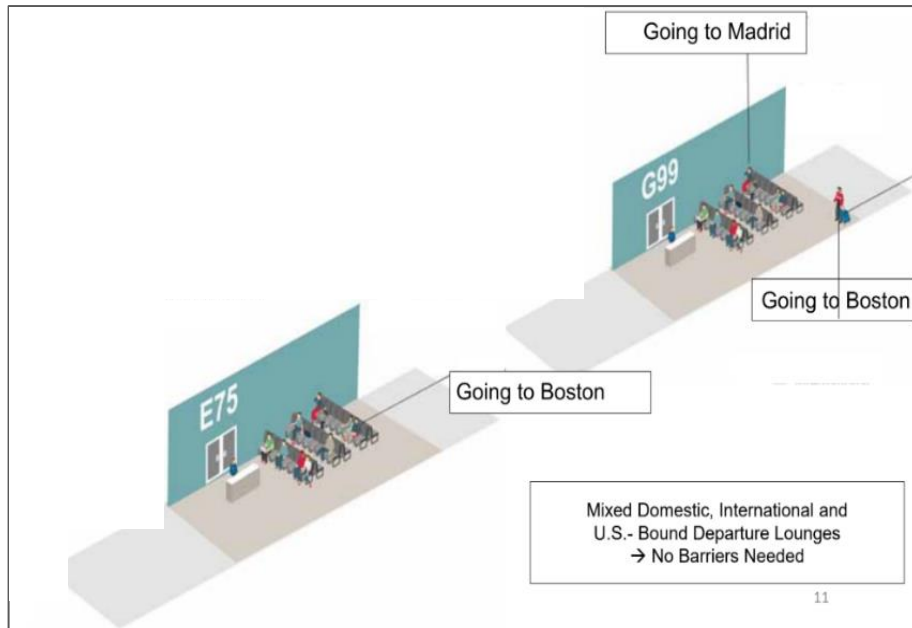 Going to Madrid
G99
Going to Boston
E75
Going to Boston
Mixed Domestic, International and
U.S.- Bound Departure Lounges
→ No Barriers Needed
11